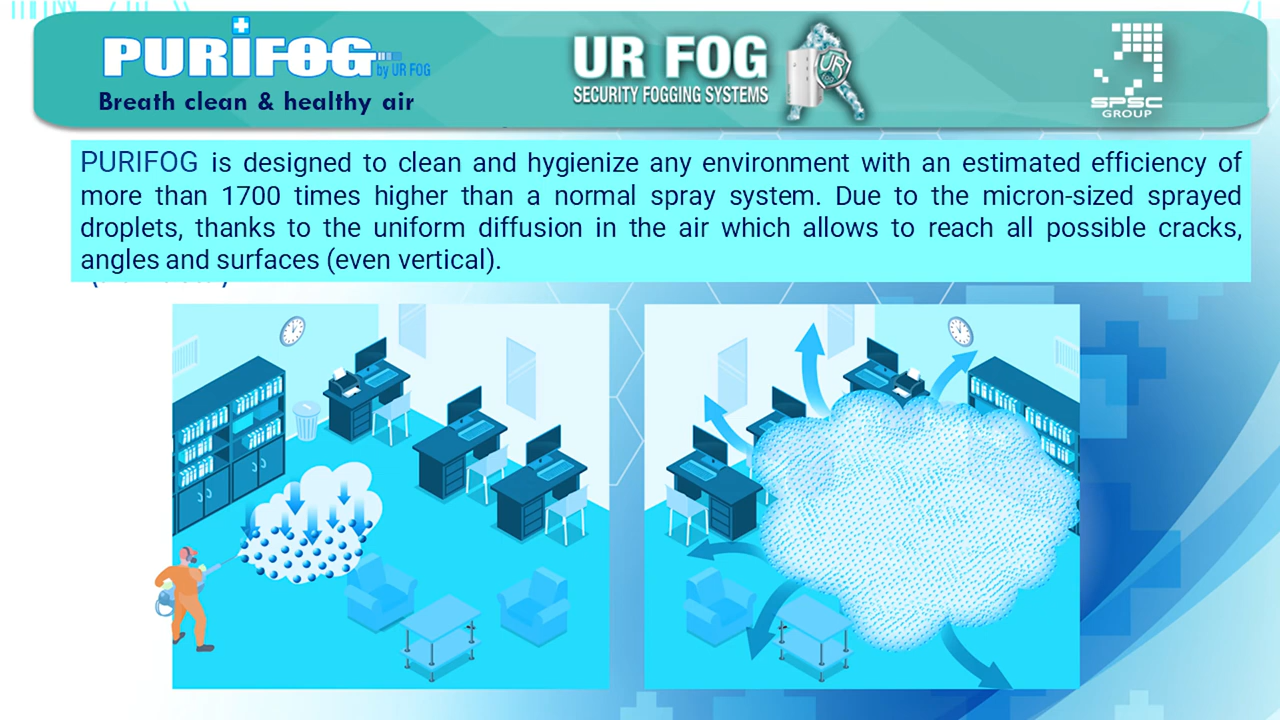 PURIFOG
by UR FOG
Breath clean & healthy air
UR FOG
SECURITY FOGGING SYSTEMS
UR
FOG
SPSC
GROUP
PURIFOG is designed to clean and hygienize any environment with an estimated efficiency of
more than 1700 times higher than a normal spray system. Due to the micron-sized sprayed
droplets, thanks to the uniform diffusion in the air which allows to reach all possible cracks,
angles and surfaces (even vertical).